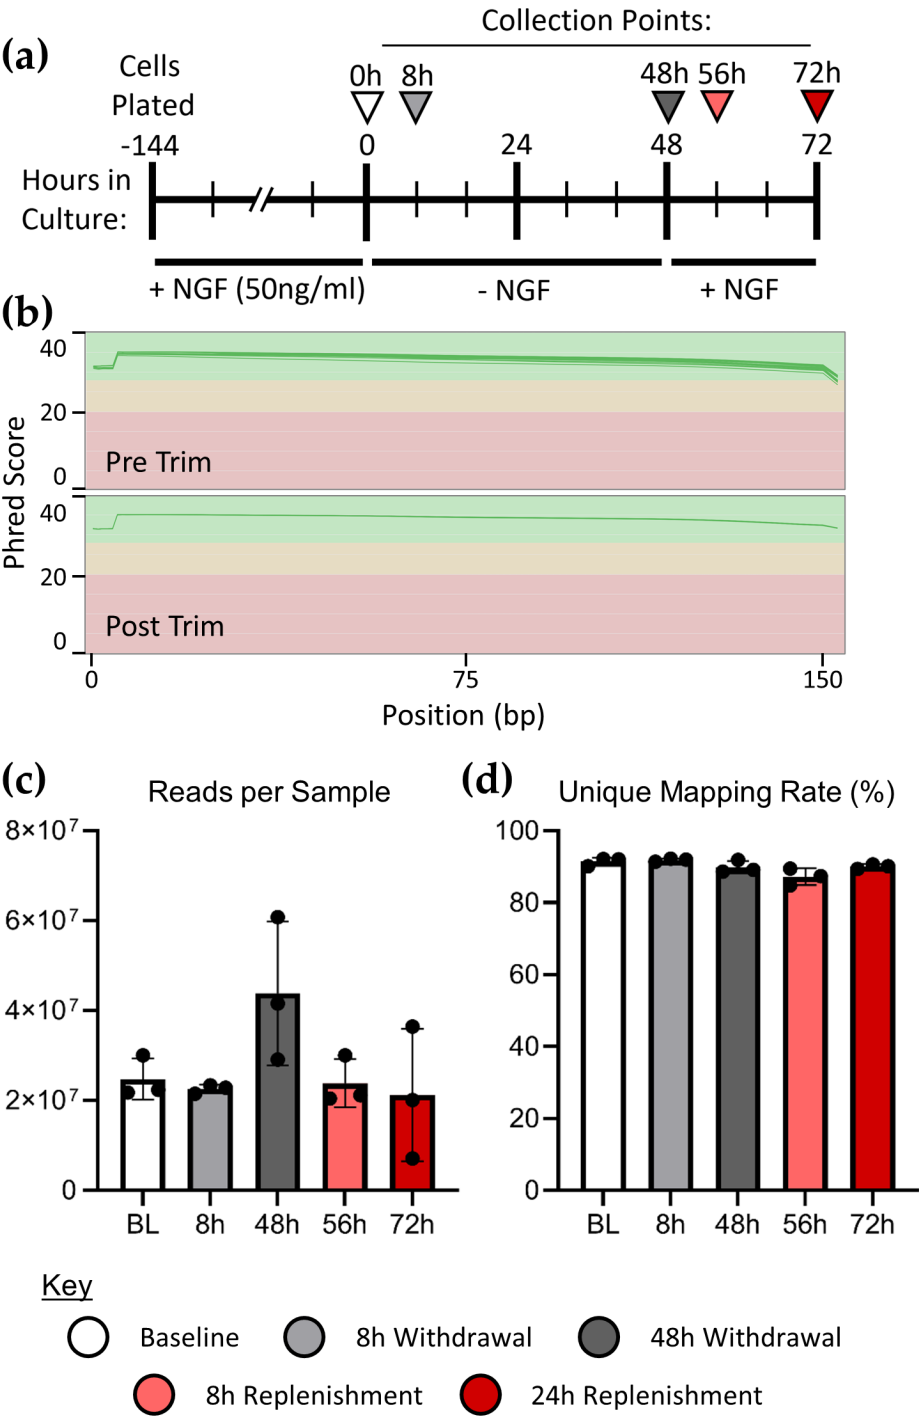 (a)
Collection Points:
Cells
Plated
0h 8h 48h 56h 72h
-144 0 24 48 72
Hours in
Culture:
+ NGF (50ng/ml) - NGF + NGF
(b)
Phred Score
40
20
0
Pre Trim
40
20
0
Post Trim
0 75 150
Position (bp)
(c) Reads per Sample
8×10⁷
6×10⁷
4×10⁷
2×10⁷
0
BL 8h 48h 56h 72h
(d) Unique Mapping Rate (%)
100
80
60
40
20
0
BL 8h 48h 56h 72h
Key
Baseline 8h Withdrawal 48h Withdrawal
8h Replenishment 24h Replenishment